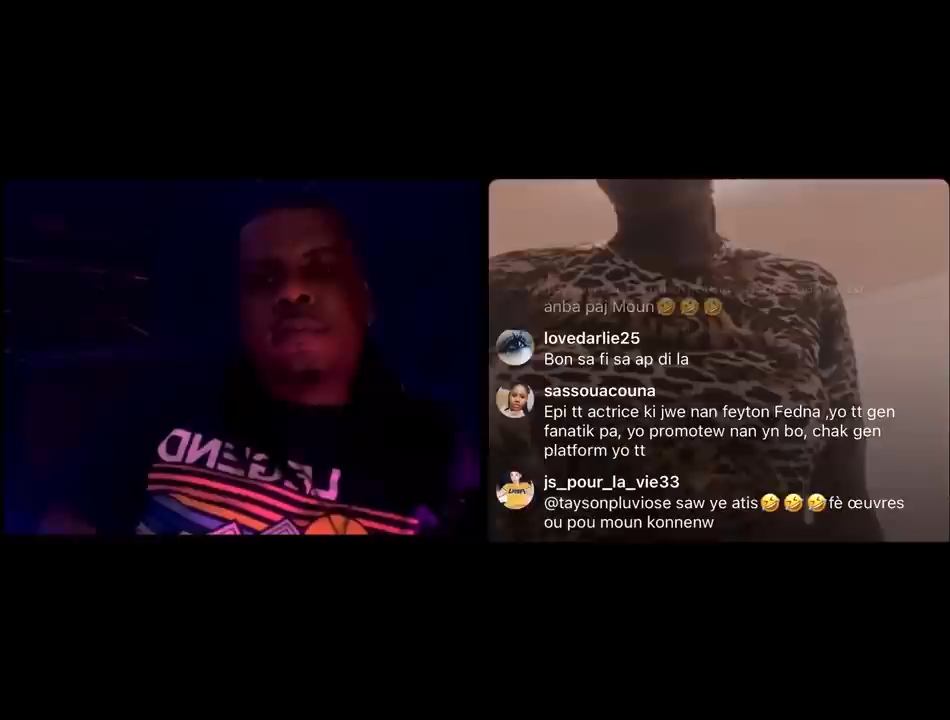 LEGEND
anba paj Moun🤣🤣🤣
lovedarlie25
Bon sa fi sa ap di la
sassouacouna
Epi tt actrice ki jwe nan feyton Fedna ,yo tt gen
fanatik pa, yo promotew nan yn bo, chak gen
platform yo tt
js_pour_la_vie33
@taysonpluviose saw ye atis🤣🤣🤣fè œuvres
ou pou moun konnenw